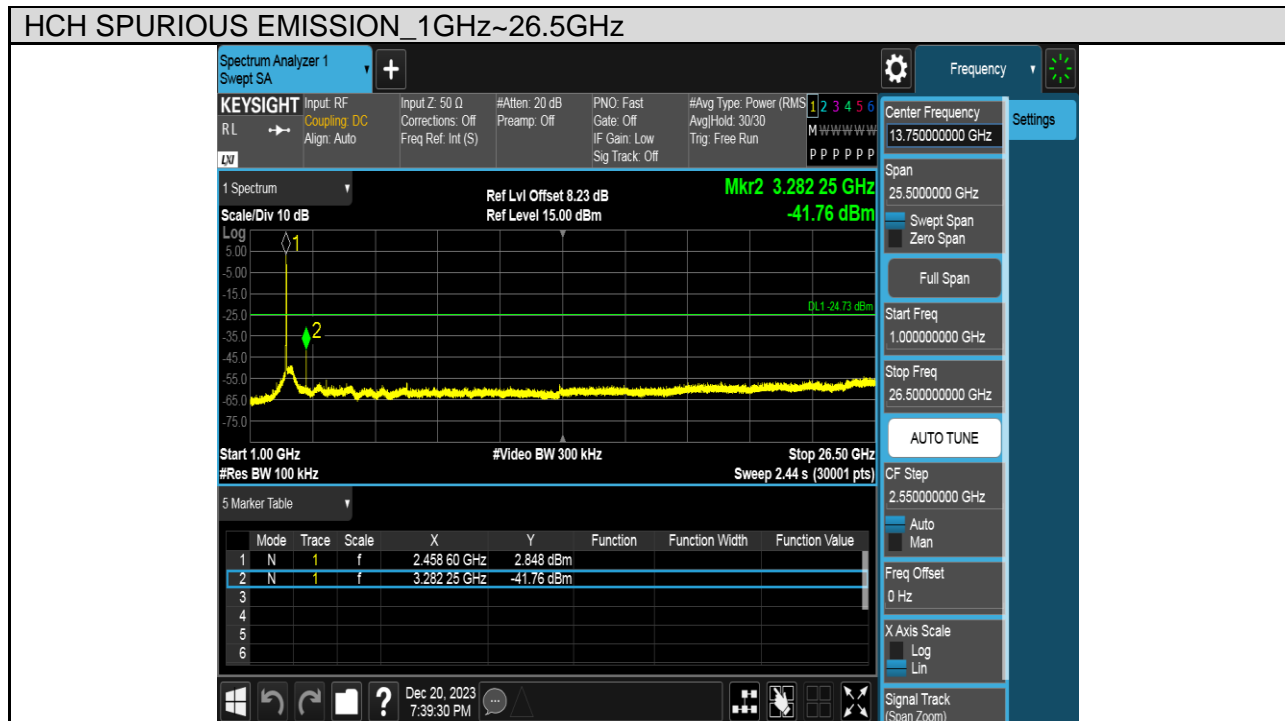 HCH SPURIOUS EMISSION_1GHz~26.5GHz
Spectrum Analyzer 1
Swept SA
+
Frequency
KEYSIGHT
RL
LXI
Input: RF
Coupling: DC
Align: Auto
Input Z: 50 Ω
Corrections: Off
Freq Ref: Int (S)
#Atten: 20 dB
Preamp: Off
PNO: Fast
Gate: Off
IF Gain: Low
Sig Track: Off
#Avg Type: Power (RMS
Avg|Hold: 30/30
Trig: Free Run
1 2 3 4 5 6
M W W W W W
P P P P P P
1 Spectrum
Scale/Div 10 dB
Ref Lvl Offset 8.23 dB
Ref Level 15.00 dBm
Mkr2 3.282 25 GHz
-41.76 dBm
Log
5.00
-5.00
-15.0
-25.0
-35.0
-45.0
-55.0
-65.0
-75.0
1
2
DL1 -24.73 dBm
Start 1.00 GHz
#Res BW 100 kHz
#Video BW 300 kHz
Stop 26.50 GHz
Sweep 2.44 s (30001 pts)
5 Marker Table
Mode Trace Scale X Y Function Function Width Function Value
1 N 1 f 2.458 60 GHz 2.848 dBm
2 N 1 f 3.282 25 GHz -41.76 dBm
3
4
5
6
?
Dec 20, 2023
7:39:30 PM
Center Frequency
13.750000000 GHz
Settings
Span
25.5000000 GHz
Swept Span
Zero Span
Full Span
Start Freq
1.000000000 GHz
Stop Freq
26.500000000 GHz
AUTO TUNE
CF Step
2.550000000 GHz
Auto
Man
Freq Offset
0 Hz
X Axis Scale
Log
Lin
Signal Track
(Span Zoom)